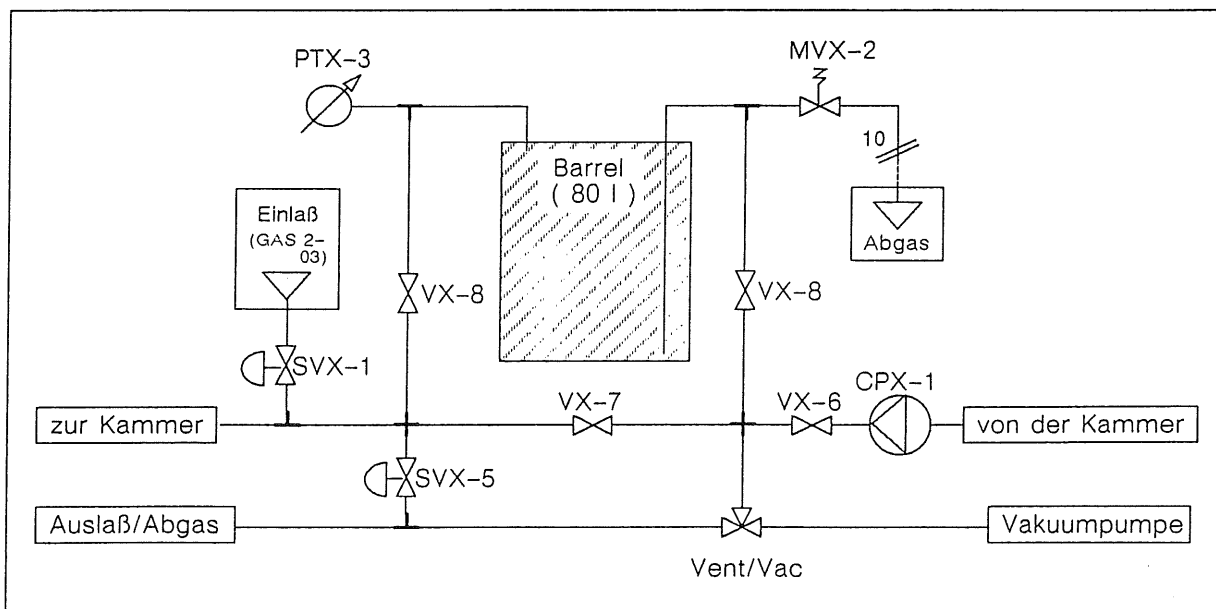 PTX-3
MVX-2
10
Barrel
( 80 l )
Einlaß
(GAS 2-
03)
Abgas
VX-8
VX-8
SVX-1
CPX-1
VX-7
VX-6
zur Kammer
von der Kammer
SVX-5
Auslaß/Abgas
Vakuumpumpe
Vent/Vac